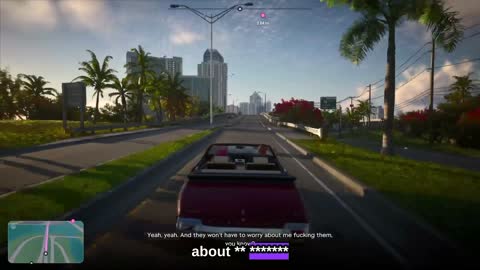 Yeah, yeah. And they won't have to worry about me fucking them,
you know
about ** *******